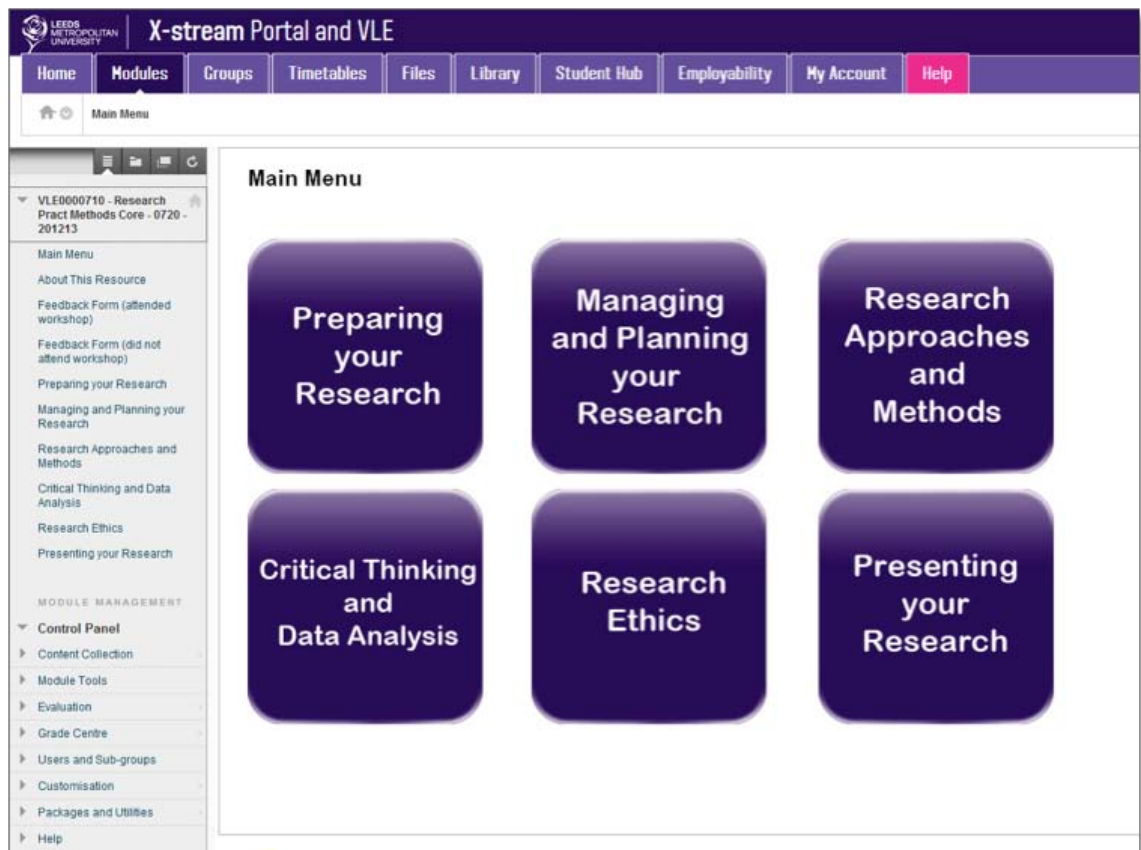 LEEDS
METROPOLITAN
UNIVERSITY
X-stream Portal and VLE
Home Modules Groups Timetables Files Library Student Hub Employability My Account Help
Main Menu
VLE0000710 - Research
Pract Methods Core - 0720 -
201213
Main Menu
About This Resource
Feedback Form (attended
workshop)
Feedback Form (did not
attend workshop)
Preparing your Research
Managing and Planning your
Research
Research Approaches and
Methods
Critical Thinking and Data
Analysis
Research Ethics
Presenting your Research
MODULE MANAGEMENT
Control Panel
Content Collection
Module Tools
Evaluation
Grade Centre
Users and Sub-groups
Customisation
Packages and Utilities
Help
Main Menu
Preparing
your
Research
Managing
and Planning
your
Research
Research
Approaches
and
Methods
Critical Thinking
and
Data Analysis
Research
Ethics
Presenting
your
Research